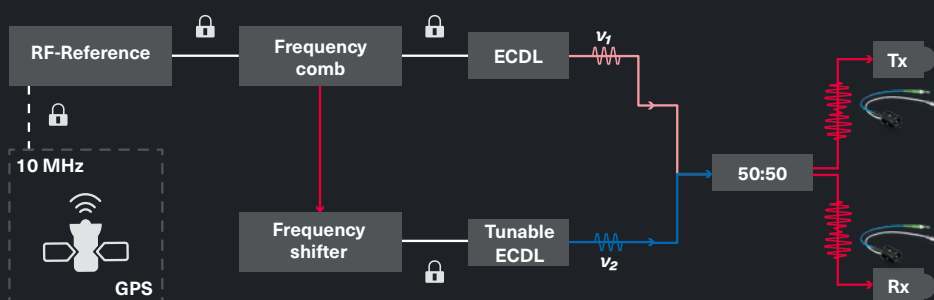 RF-Reference
Frequency
comb
ECDL
ν1
Tx
10 MHz
50:50
Frequency
shifter
Tunable
ECDL
ν2
GPS
Rx